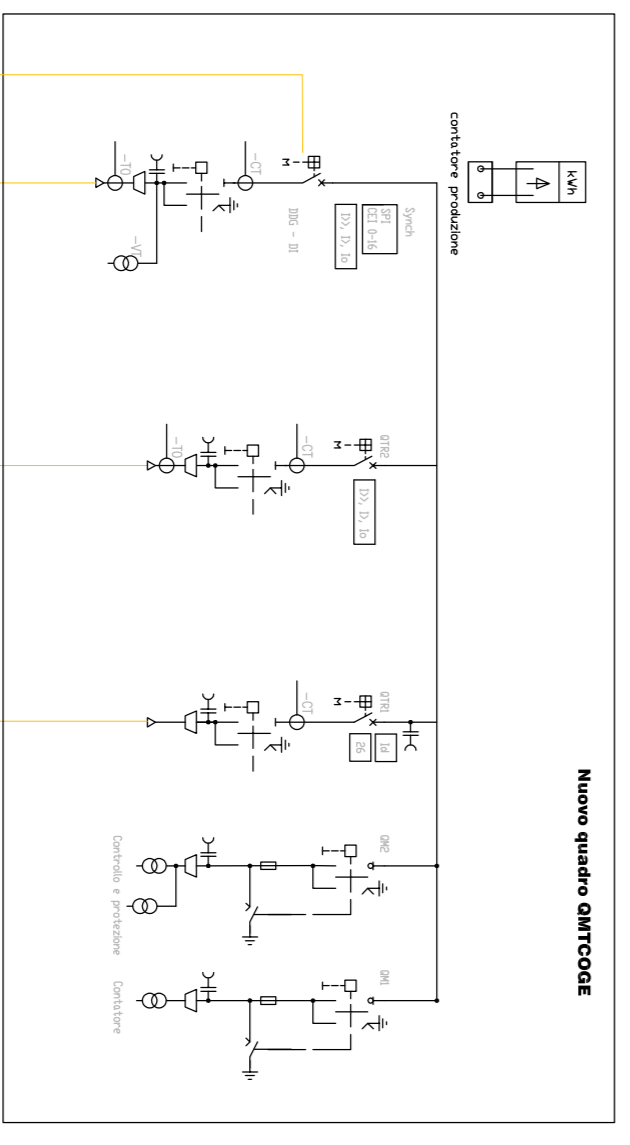 Nuovo quadro QMTCOGE
kWh
contatore produzione
Synch
SPI
CEI 0-16
I>>, I>, Io
DDG - DI
M
-CT
-TO
-VT
QTR2
I>>, I>, Io
M
-CT
-TO
QTR1
Id
26
M
-CT
QM2
Controllo e protezione
QM1
Contatore